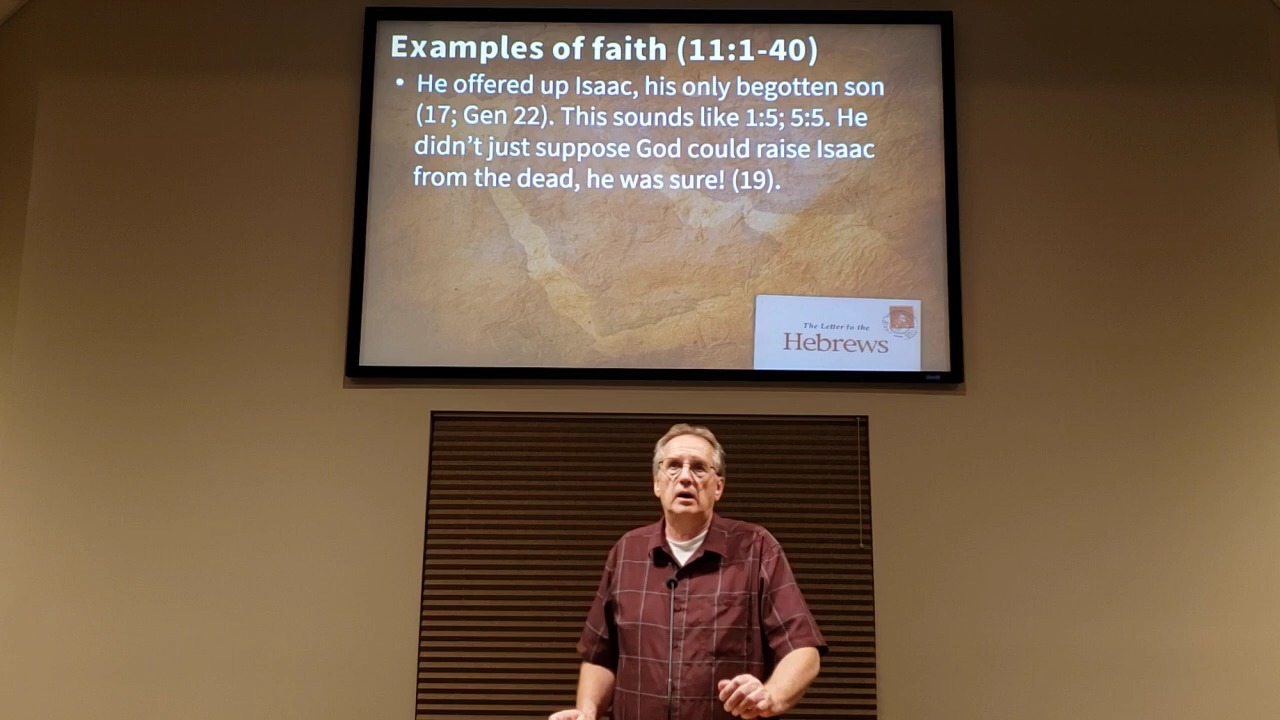 Examples of faith (11:1-40)
• He offered up Isaac, his only begotten son
(17; Gen 22). This sounds like 1:5; 5:5. He
didn't just suppose God could raise Isaac
from the dead, he was sure! (19).
The Letter to the
Hebrews